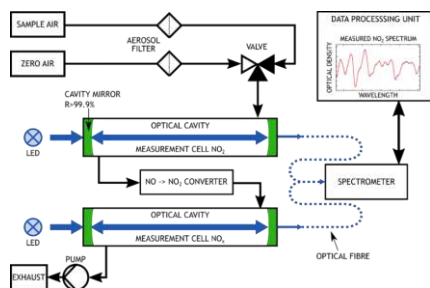 SAMPLE AIR
ZERO AIR
AEROSOL
FILTER
VALVE
DATA PROCESSSING UNIT
MEASURED NO₂ SPECTRUM
OPTICAL DENSITY
WAVELENGTH
CAVITY MIRROR
R>99.9%
OPTICAL CAVITY
MEASUREMENT CELL NO₂
LED
NO -> NO₂ CONVERTER
SPECTROMETER
OPTICAL CAVITY
MEASUREMENT CELL NOₓ
LED
OPTICAL FIBRE
PUMP
EXHAUST